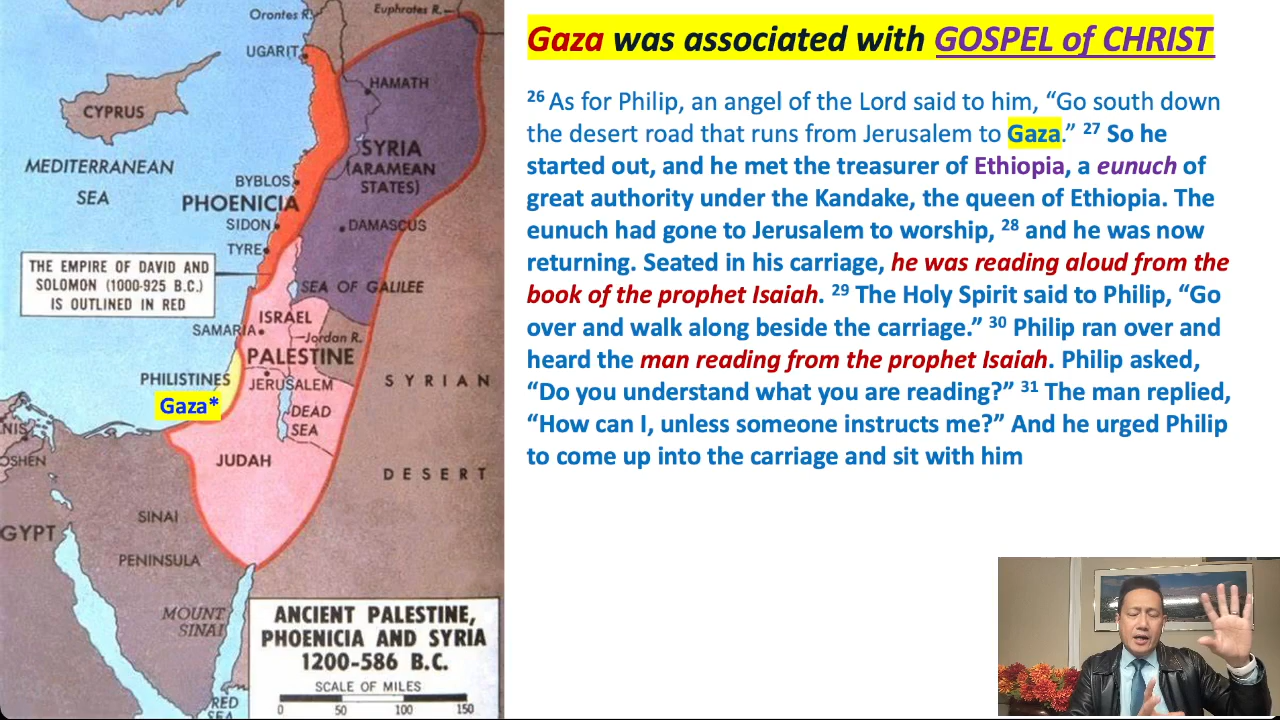 Orontes R.
Euphrates R.
UGARIT
HAMATH
CYPRUS
SYRIA
(ARAMEAN
STATES)
MEDITERRANEAN
SEA
BYBLOS
PHOENICIA
SIDON
DAMASCUS
TYRE
THE EMPIRE OF DAVID AND
SOLOMON (1000-925 B.C.)
IS OUTLINED IN RED
SEA OF GALILEE
ISRAEL
SAMARIA
Jordan R.
PALESTINE
PHILISTINES
JERUSALEM
SYRIAN
Gaza*
DEAD
SEA
NIS
OSHEN
JUDAH
DESERT
SINAI
GYPT
PENINSULA
MOUNT
SINAI
RED
SEA
ANCIENT PALESTINE,
PHOENICIA AND SYRIA
1200-586 B.C.
SCALE OF MILES
0 50 100 150
Gaza was associated with GOSPEL of CHRIST
26 As for Philip, an angel of the Lord said to him, “Go south down
the desert road that runs from Jerusalem to Gaza.” 27 So he
started out, and he met the treasurer of Ethiopia, a eunuch of
great authority under the Kandake, the queen of Ethiopia. The
eunuch had gone to Jerusalem to worship, 28 and he was now
returning. Seated in his carriage, he was reading aloud from the
book of the prophet Isaiah. 29 The Holy Spirit said to Philip, “Go
over and walk along beside the carriage.” 30 Philip ran over and
heard the man reading from the prophet Isaiah. Philip asked,
“Do you understand what you are reading?” 31 The man replied,
“How can I, unless someone instructs me?” And he urged Philip
to come up into the carriage and sit with him